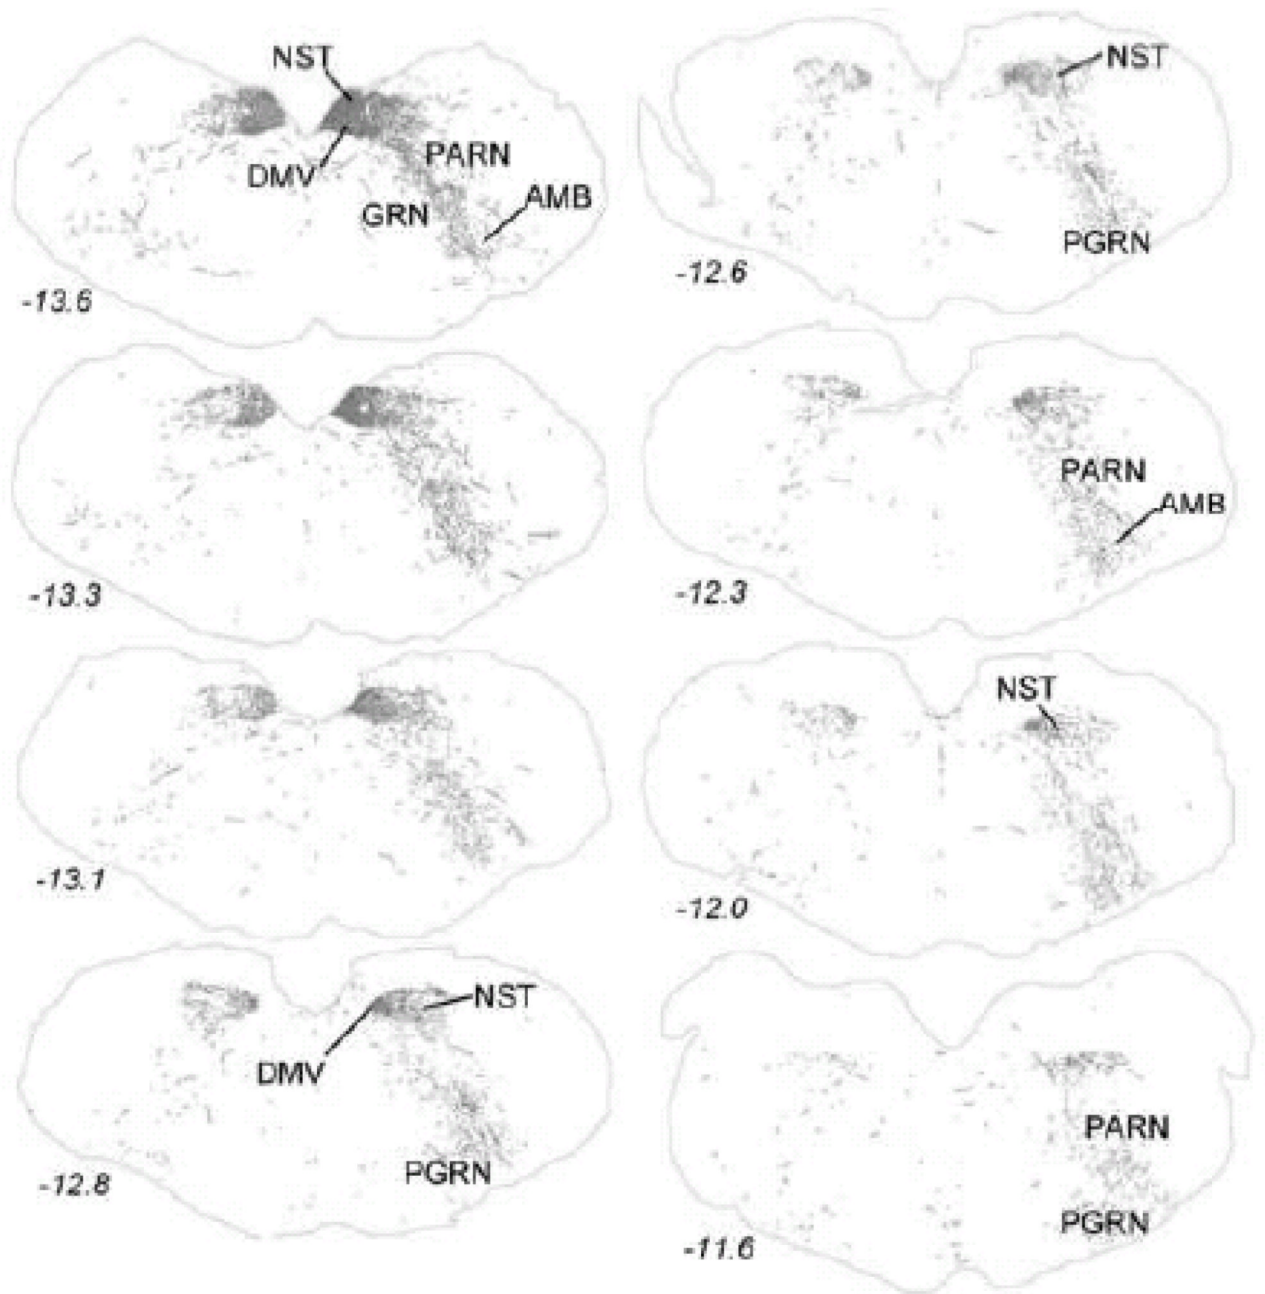 NST
DMV
PARN
GRN
AMB
-13.6
-13.3
-13.1
NST
DMV
PGRN
-12.8
NST
PGRN
-12.6
PARN
AMB
-12.3
NST
-12.0
PARN
PGRN
-11.6